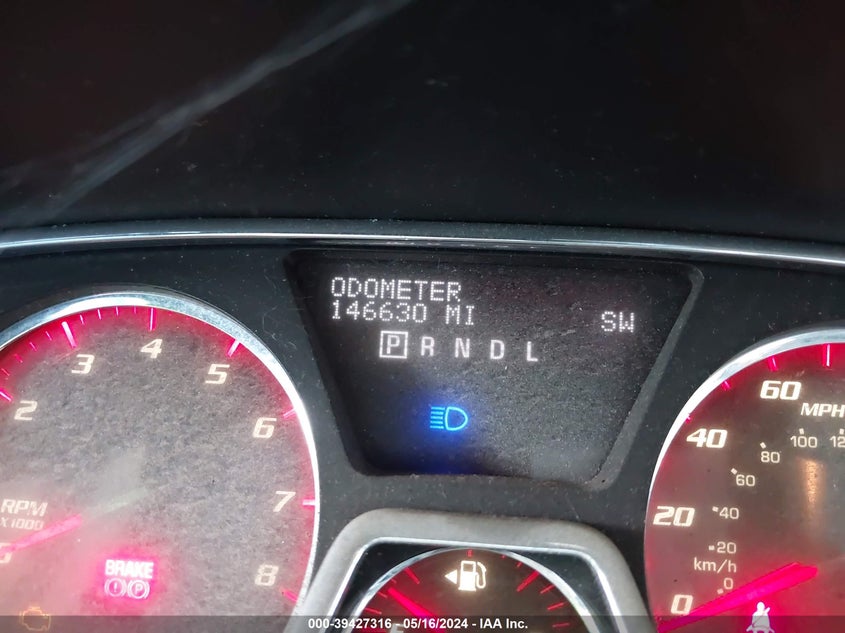 ODOMETER
146630 MI
SW
P R N D L
2
3
4
5
6
7
8
RPM
X1000
BRAKE
P
60
MPH
40
20
0
100
80
60
40
20
km/h
0
000-39427316 - 05/16/2024 - IAA Inc.